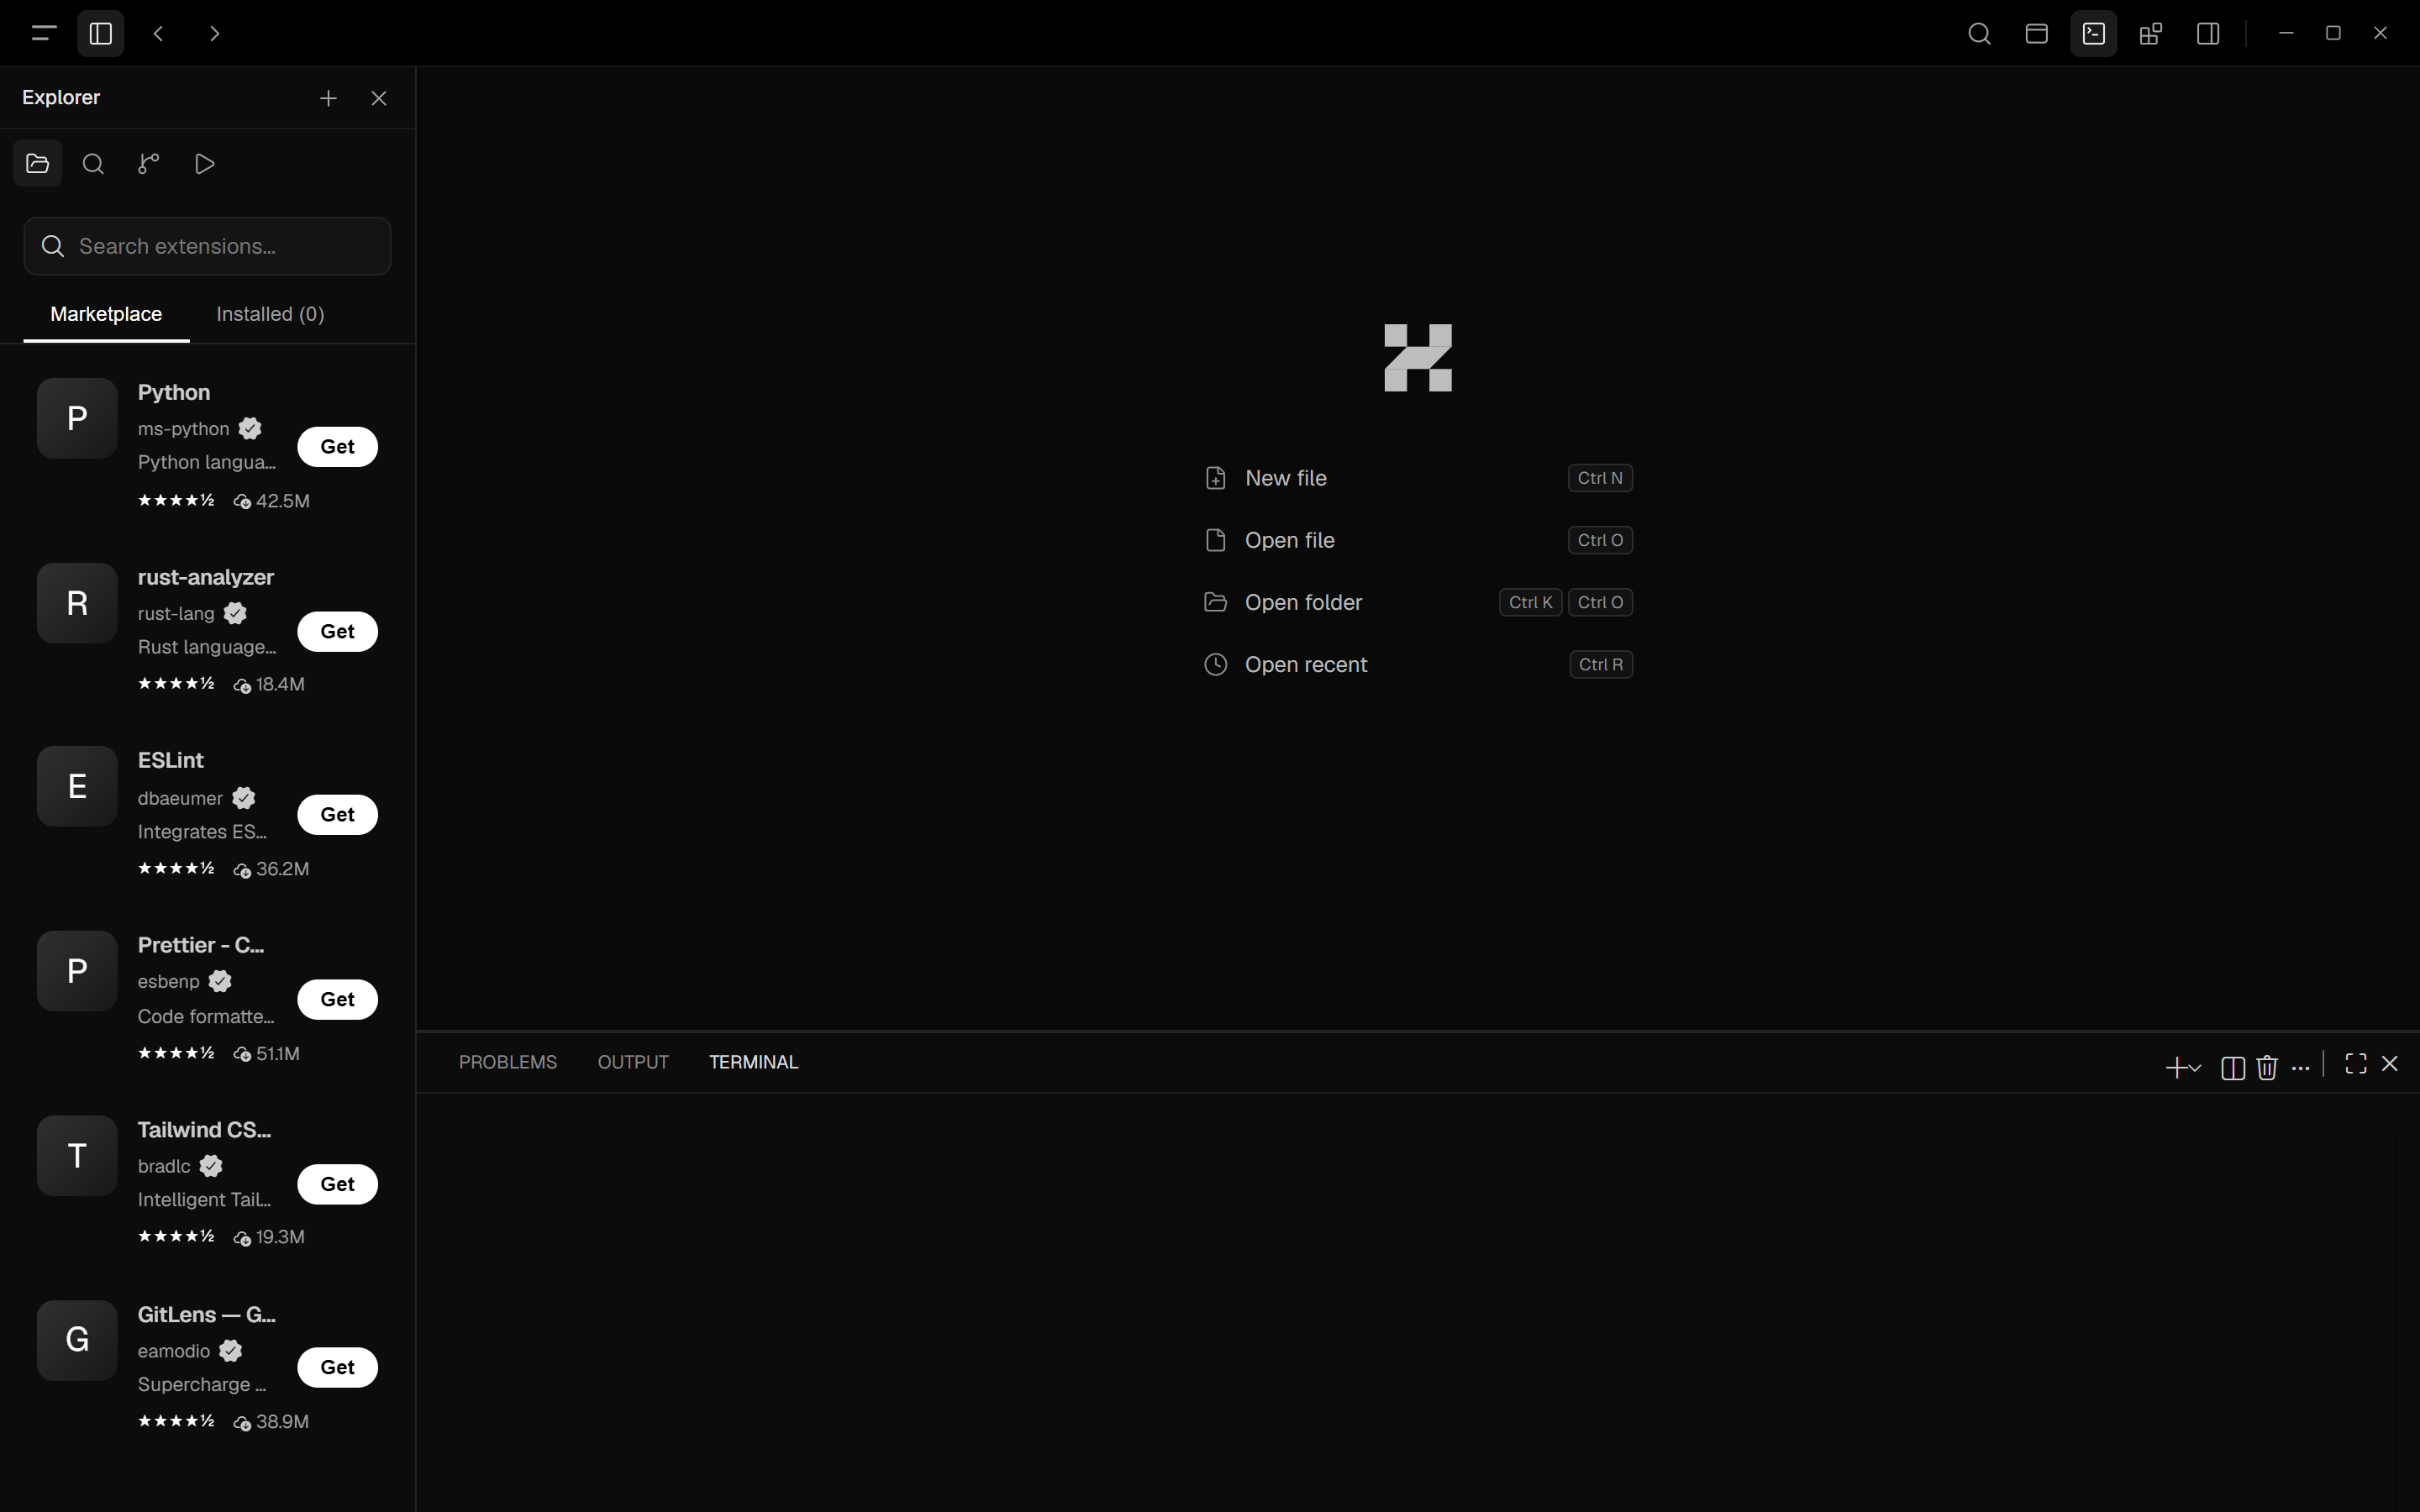 Explorer
Search extensions...
Marketplace
Installed (0)
P
Python
ms-python
Python langua...
Get
★★★★½
42.5M
R
rust-analyzer
rust-lang
Rust language...
Get
★★★★½
18.4M
E
ESLint
dbaeumer
Integrates ES...
Get
★★★★½
36.2M
P
Prettier - C...
esbenp
Code formatte...
Get
★★★★½
51.1M
T
Tailwind CS...
bradlc
Intelligent Tail...
Get
★★★★½
19.3M
G
GitLens — G...
eamodio
Supercharge ...
Get
★★★★½
38.9M
New file Ctrl N
Open file Ctrl O
Open folder Ctrl K Ctrl O
Open recent Ctrl R
PROBLEMS OUTPUT TERMINAL